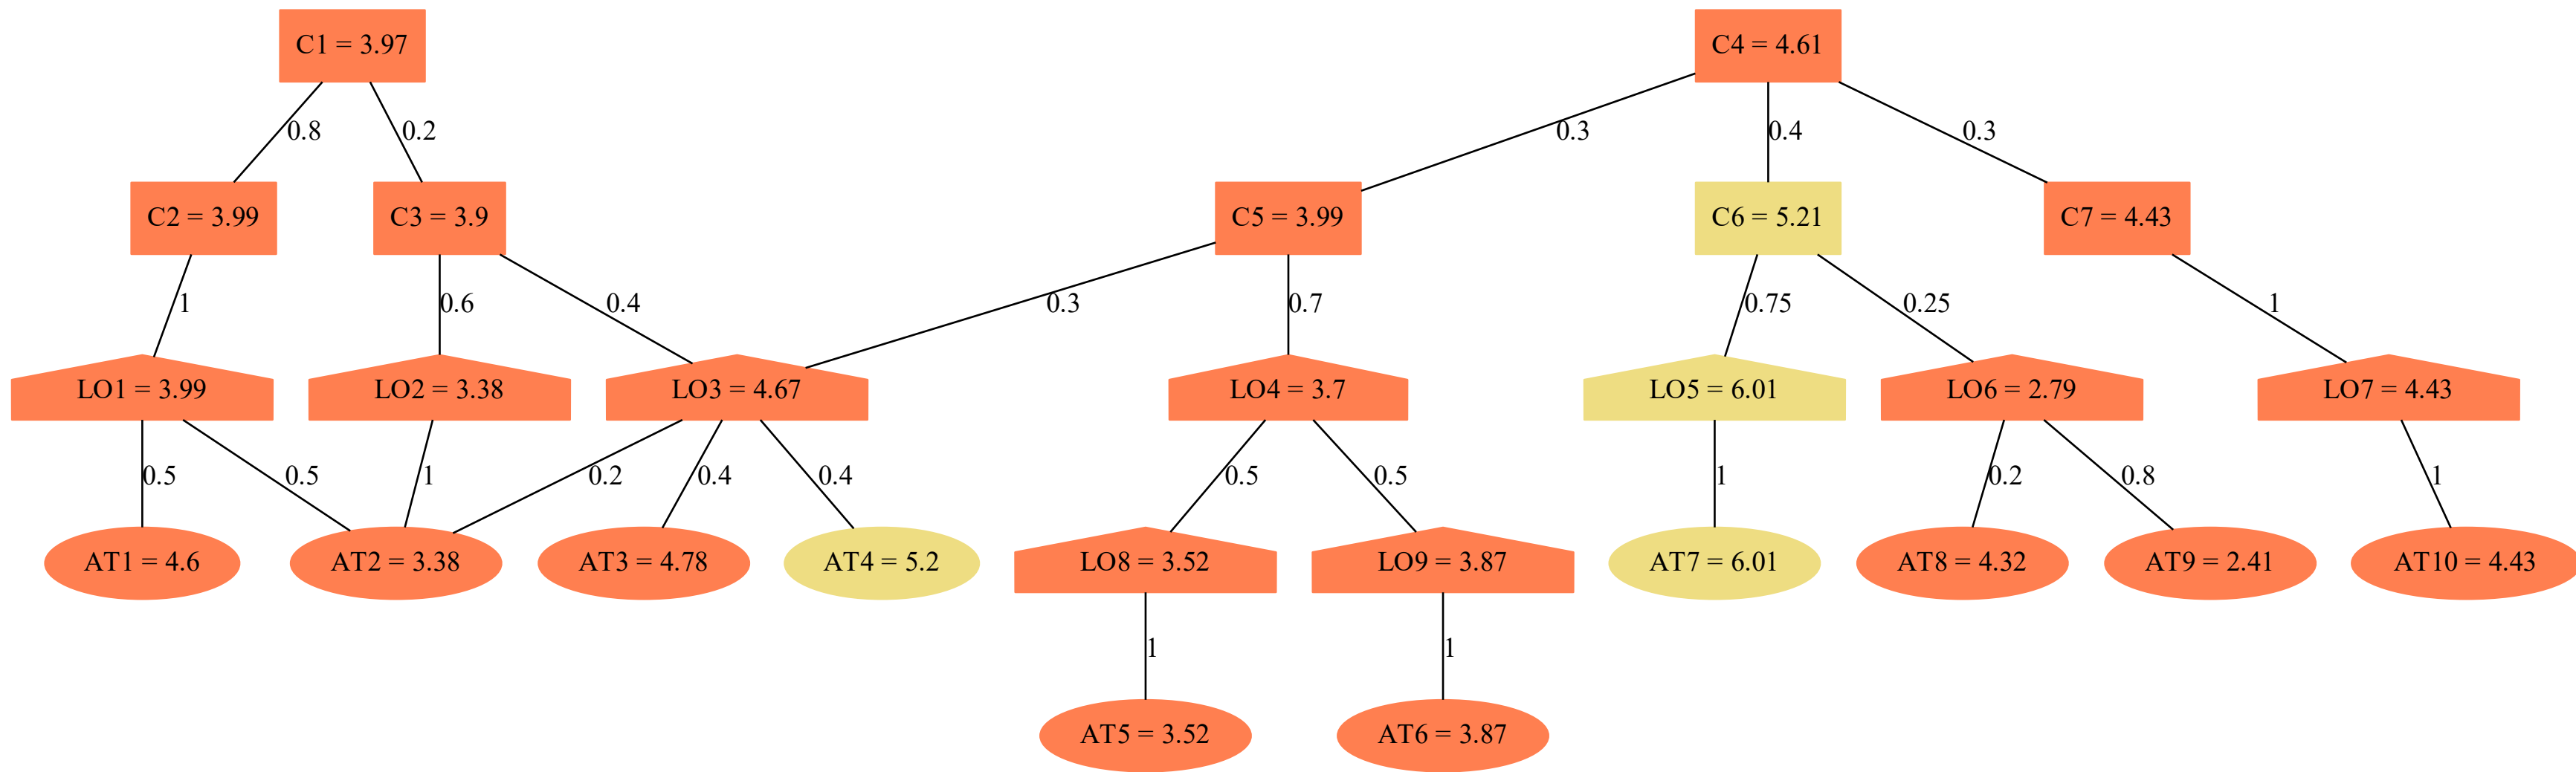 C1 = 3.97
C4 = 4.61
0.8
0.2
0.3
0.4
0.3
C2 = 3.99
C3 = 3.9
C5 = 3.99
C6 = 5.21
C7 = 4.43
1
0.6
0.4
0.3
0.7
0.75
0.25
1
LO1 = 3.99
LO2 = 3.38
LO3 = 4.67
LO4 = 3.7
LO5 = 6.01
LO6 = 2.79
LO7 = 4.43
0.5
0.5
1
0.2
0.4
0.4
0.5
0.5
1
0.2
0.8
1
AT1 = 4.6
AT2 = 3.38
AT3 = 4.78
AT4 = 5.2
LO8 = 3.52
LO9 = 3.87
AT7 = 6.01
AT8 = 4.32
AT9 = 2.41
AT10 = 4.43
1
1
AT5 = 3.52
AT6 = 3.87